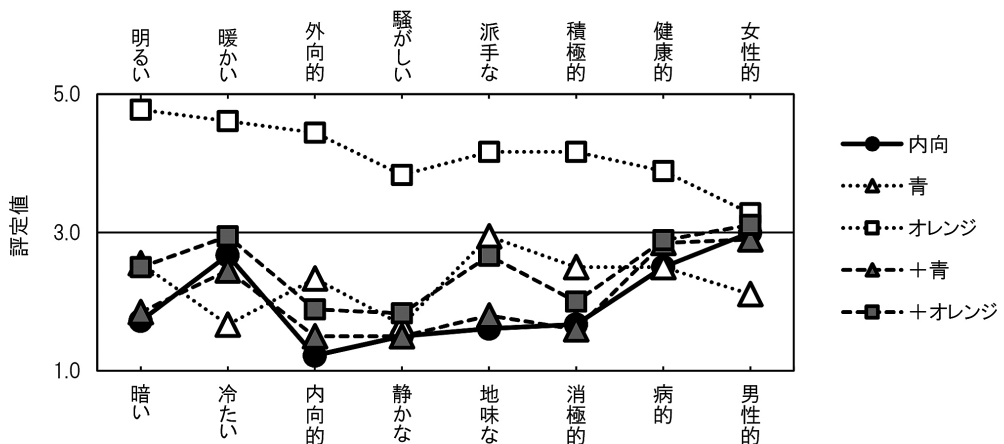 明るい
暖かい
外向的
騒がしい
派手な
積極的
健康的
女性的
5.0
3.0
1.0
評定値
暗い
冷たい
内向的
静かな
地味な
消極的
病的
男性的
内向
青
オレンジ
＋青
＋オレンジ